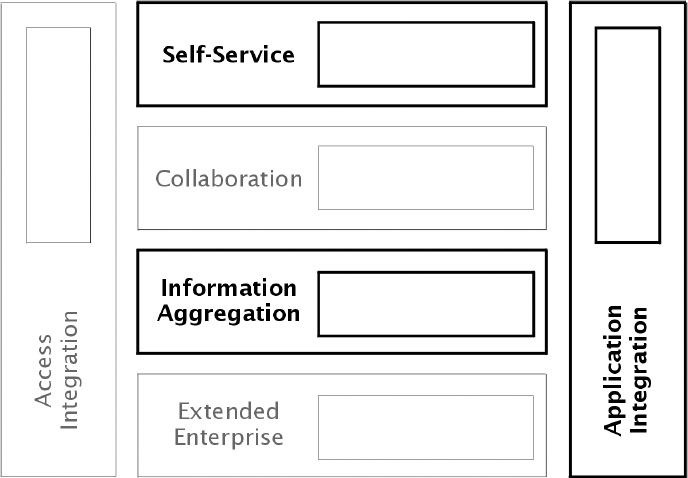 Self-Service
Collaboration
Information
Aggregation
Extended
Enterprise
Access
Integration
Application
Integration